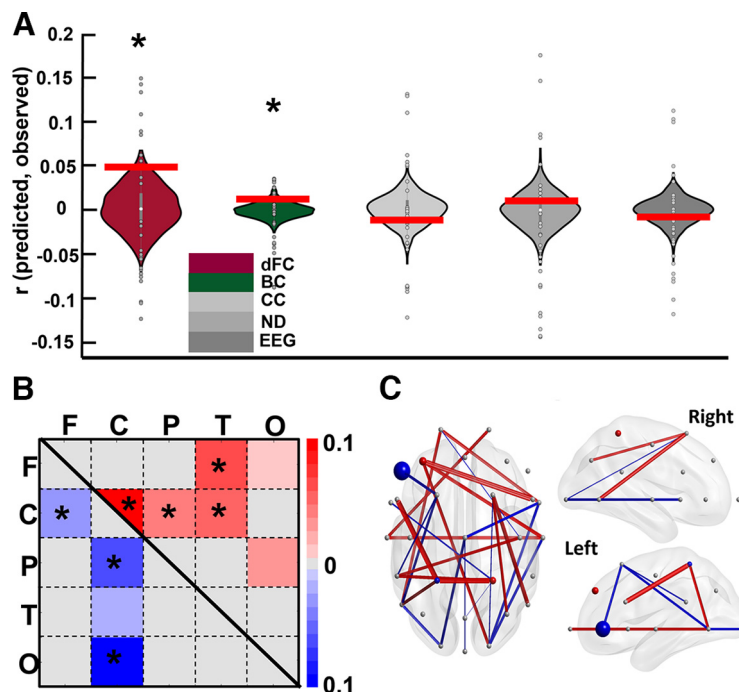 A
*
*
r (predicted, observed)
0.2
0.15
0.1
0.05
0
-0.05
-0.1
-0.15
dFC
BC
CC
ND
EEG
B
F C P T O
F *
C * * * *
P *
T
O *
0.1
0
0.1
C
Right
Left